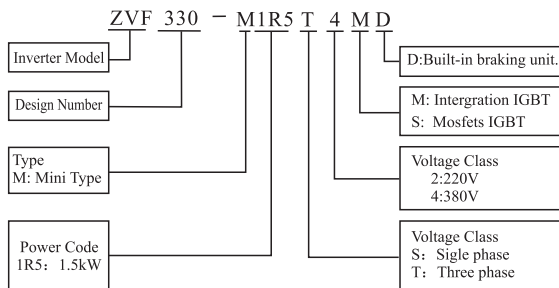 ZVF 330 - M1R5 T 4 M D
Inverter Model
Design Number
Type
M: Mini Type
Power Code
1R5： 1.5kW
D:Built-in braking unit.
M: Intergration IGBT
S: Mosfets IGBT
Voltage Class
2:220V
4:380V
Voltage Class
S： Sigle phase
T： Three phase